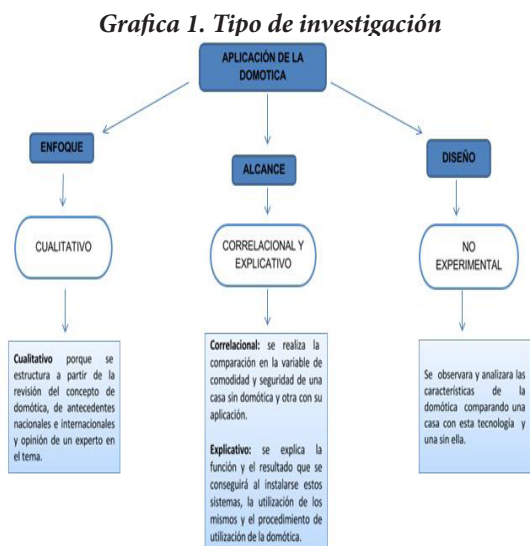 Grafica 1. Tipo de investigación
APLICACIÓN DE LA
DOMOTICA
ENFOQUE
ALCANCE
DISEÑO
CUALITATIVO
CORRELACIONAL Y
EXPLICATIVO
NO
EXPERIMENTAL
Cualitativo porque se
estructura a partir de la
revisión del concepto de
domótica, de antecedentes
nacionales e internacionales
y opinión de un experto en
el tema.
Correlacional: se realiza la
comparación en la variable de
comodidad y seguridad de una
casa sin domótica y otra con su
aplicación.
Explicativo: se explica la
función y el resultado que se
conseguirá al instalarse estos
sistemas, la utilización de los
mismos y el procedimiento de
utilización de la domótica.
Se observara y analizara las
características de la
domótica comparando una
casa con esta tecnología y
una sin ella.